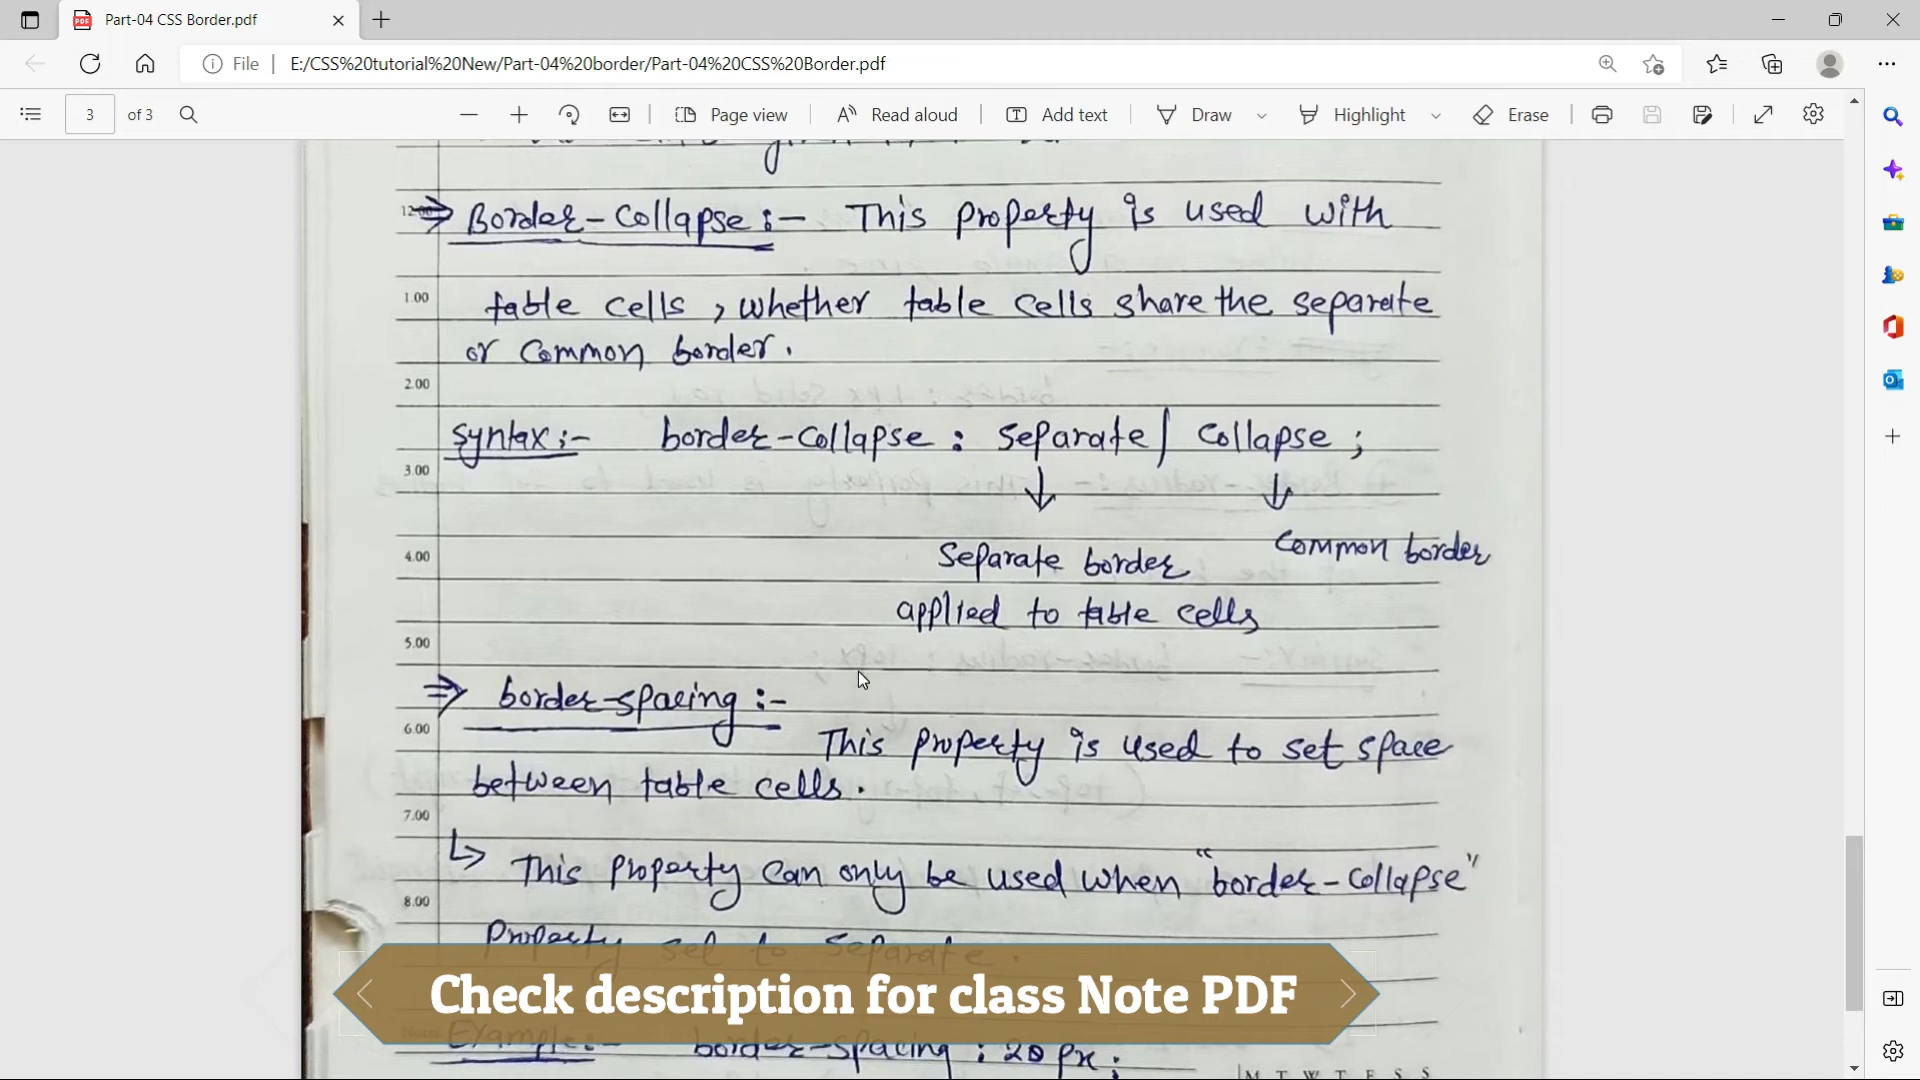 Part-04 CSS Border.pdf
File
E:/CSS%20tutorial%20New/Part-04%20border/Part-04%20CSS%20Border.pdf
3 of 3 Page view Read aloud Add text Draw Highlight Erase
12.00 ⇒ Border-Collapse :- This property is used with
1.00 table cells, whether table cells share the separate
or common border.
2.00
Syntax :- border-collapse : separate / collapse ;
3.00
4.00 Separate border Common border
applied to table cells
5.00
⇒ border-spacing :-
6.00 This property is used to set space
between table cells.
7.00
↳ This property can only be used when "border-collapse"
8.00
Property set to separate.
Check description for class Note PDF
Example:- border-spacing : 20 px ;
M T W T F S S